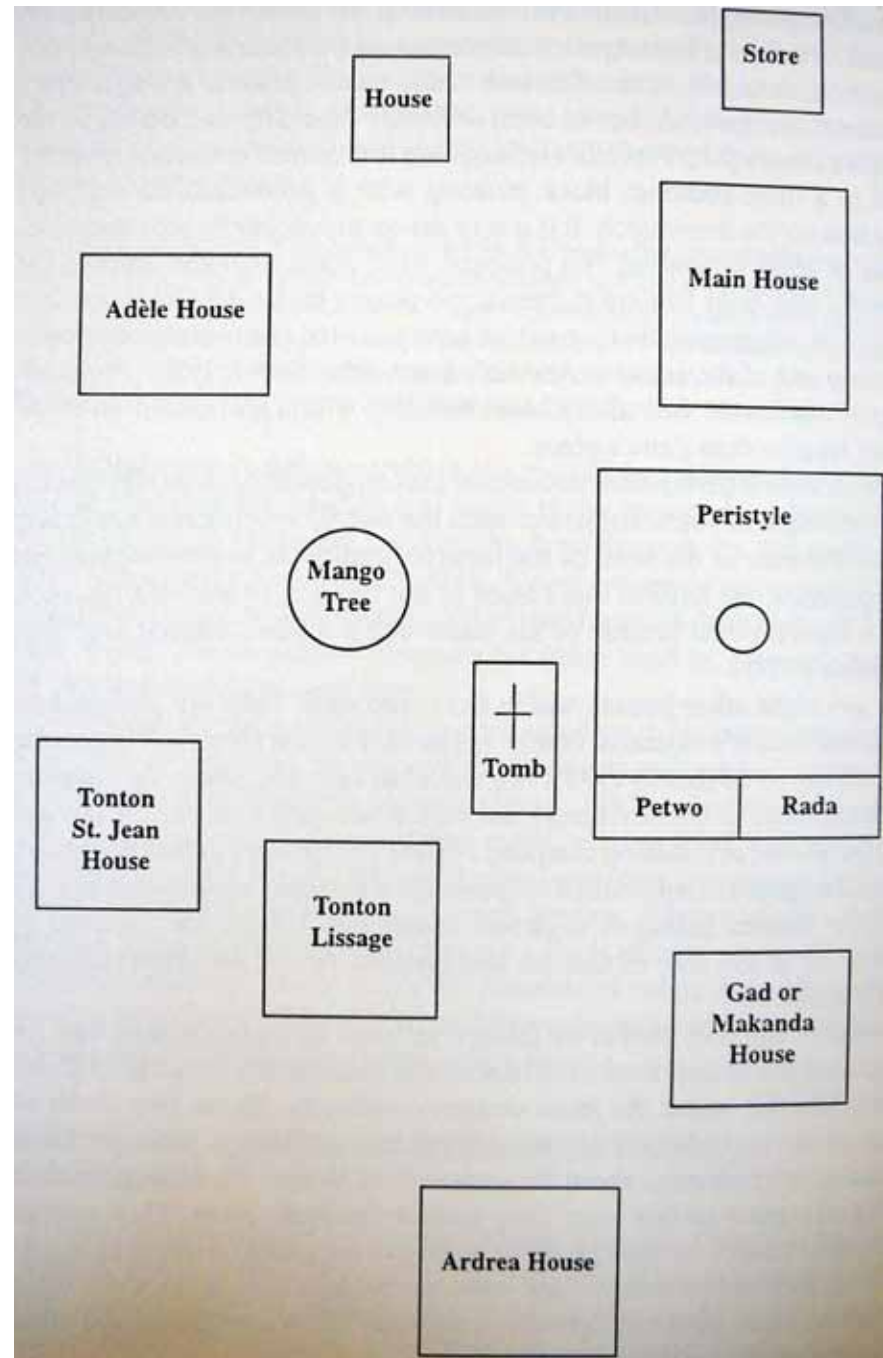 Store
House
Main House
Adèle House
Peristyle
Mango
Tree
Tomb
Petwo
Rada
Tonton
St. Jean
House
Tonton
Lissage
Gad or
Makanda
House
Ardrea House